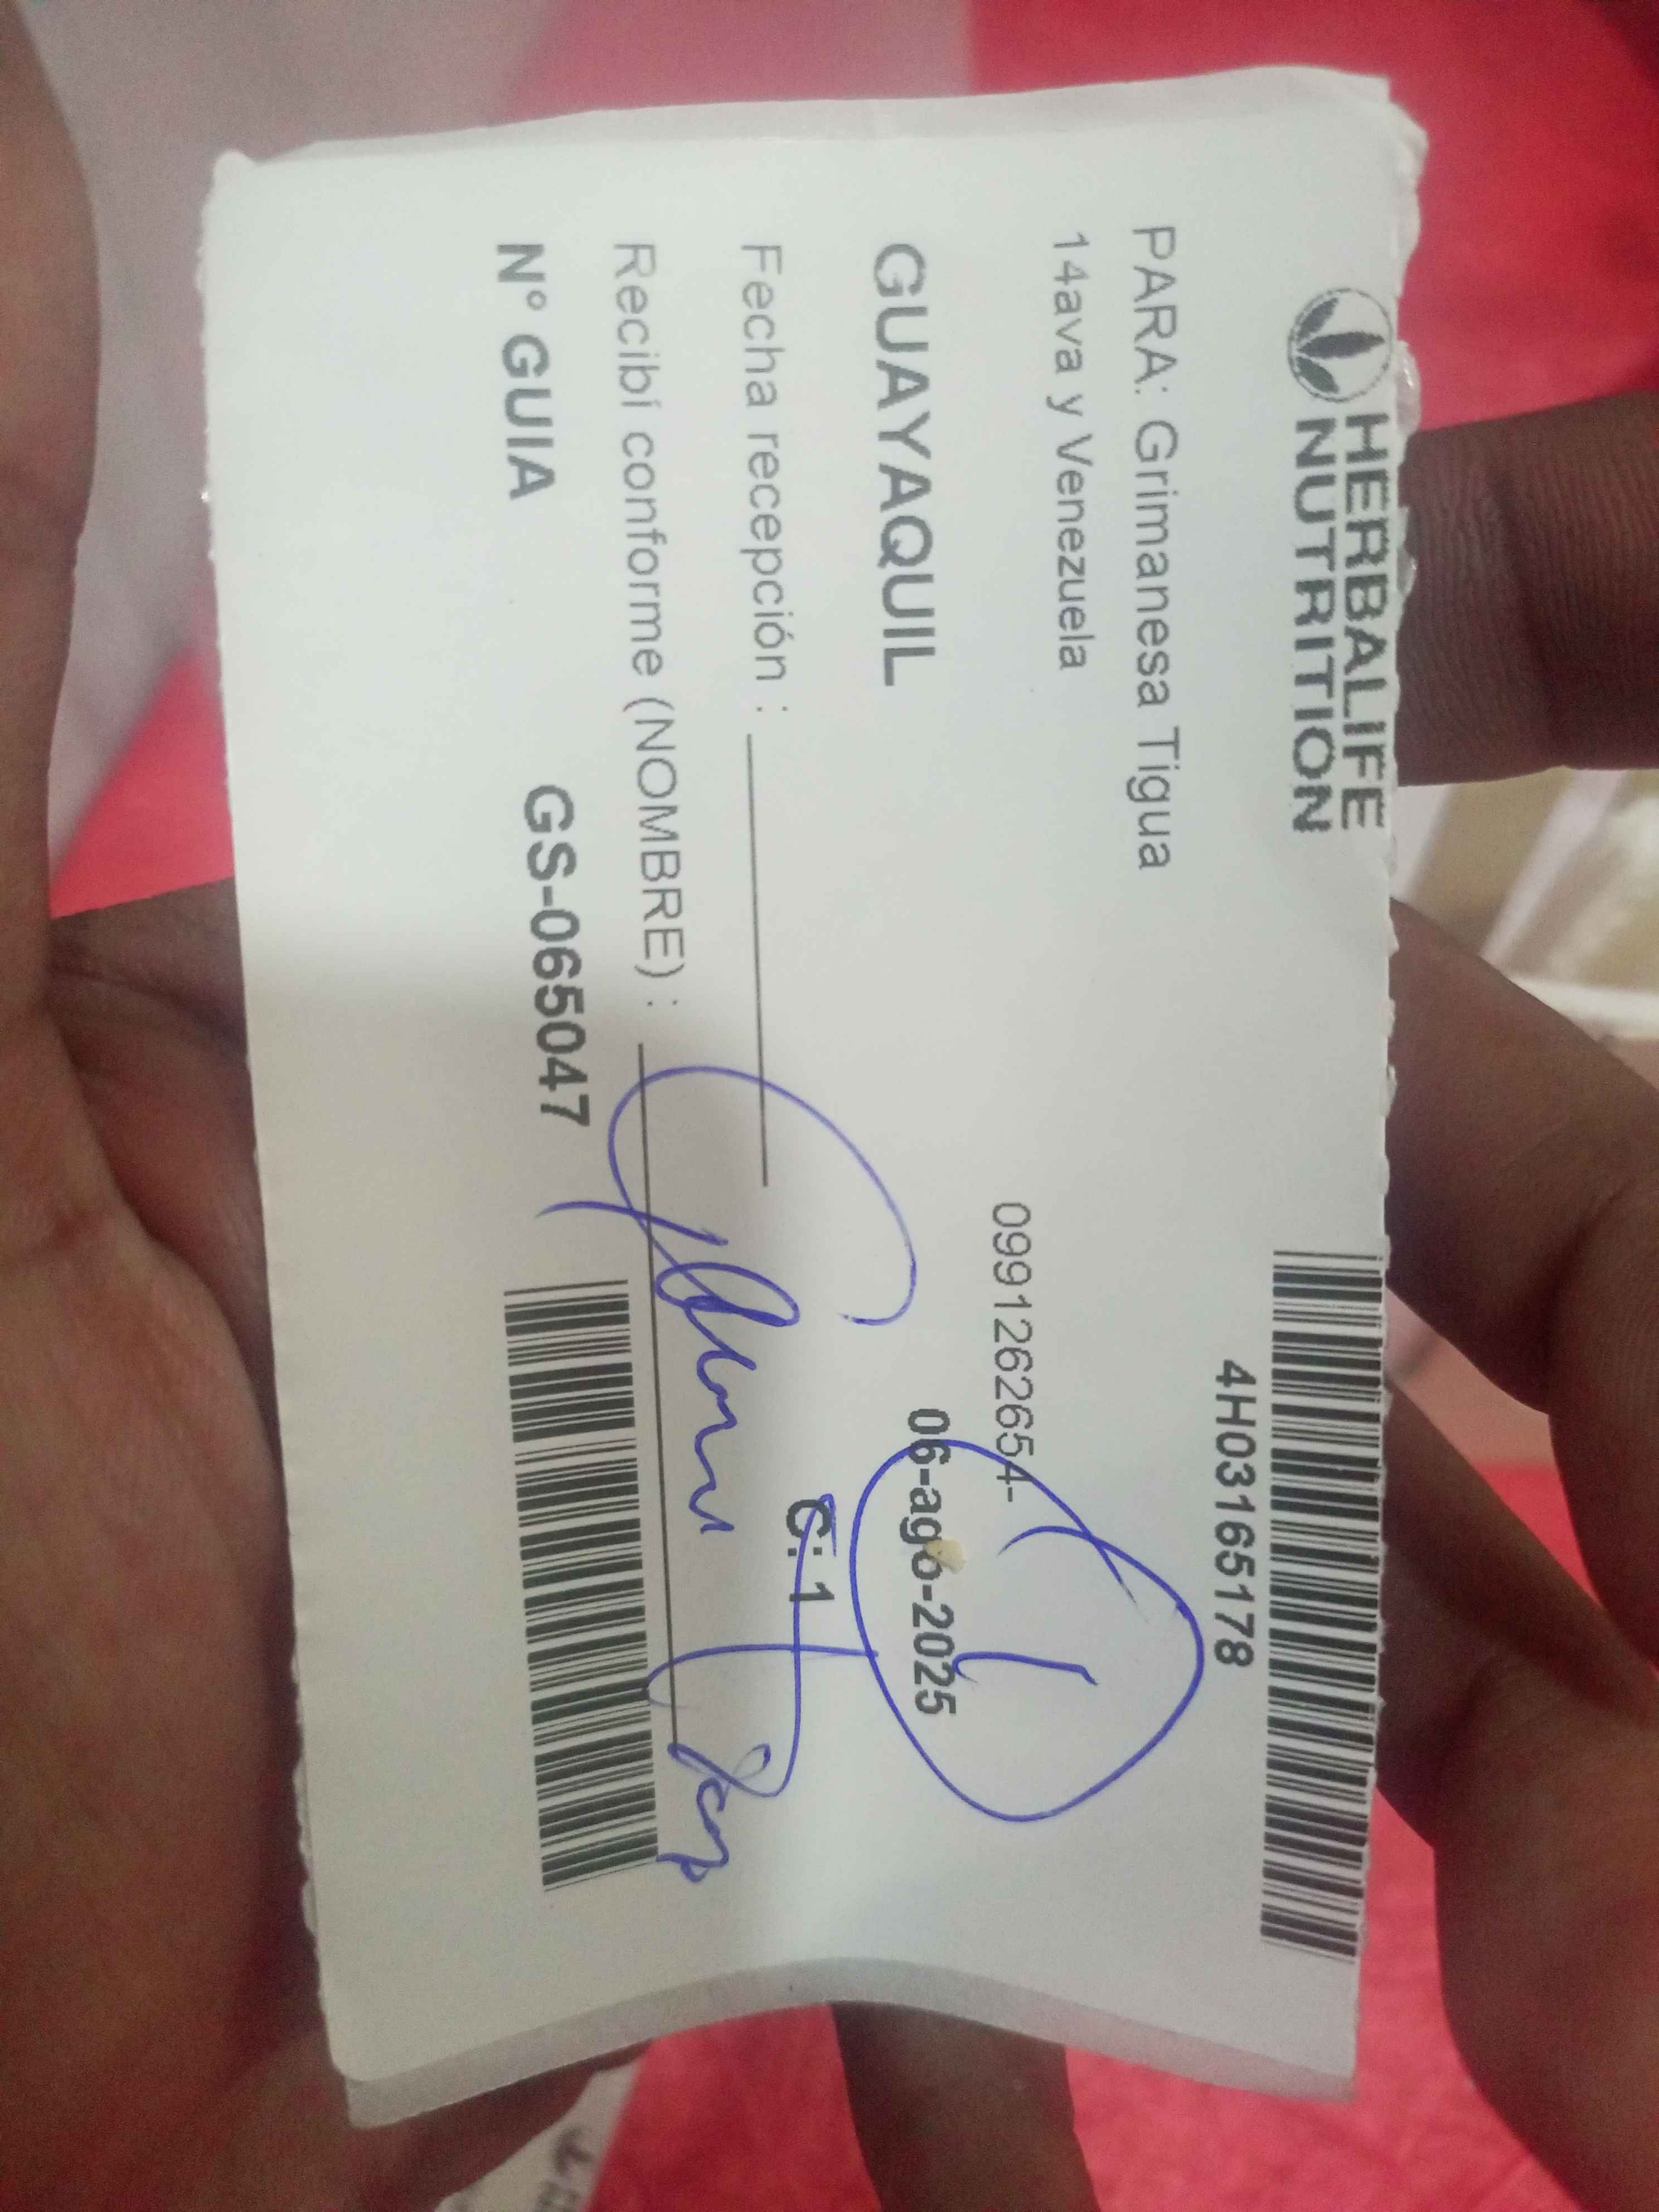 HERBALIFE
NUTRITION
4H03165178
PARA: Grimanesa Tigua
14ava y Venezuela
0991262654-
GUAYAQUIL
06-ago-2025
Fecha recepción :
C: 1
Recibí conforme (NOMBRE) :
N° GUIA
GS-065047